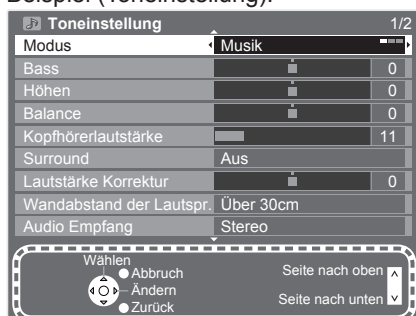 Beispiel (Toneinstellung):
Toneinstellung 1/2
Modus Musik
Bass 0
Höhen 0
Balance 0
Kopfhörerlautstärke 11
Surround Aus
Lautstärke Korrektur 0
Wandabstand der Lautspr. Über 30cm
Audio Empfang Stereo
Wählen
Abbruch
Ändern
Zurück
Seite nach oben
Seite nach unten